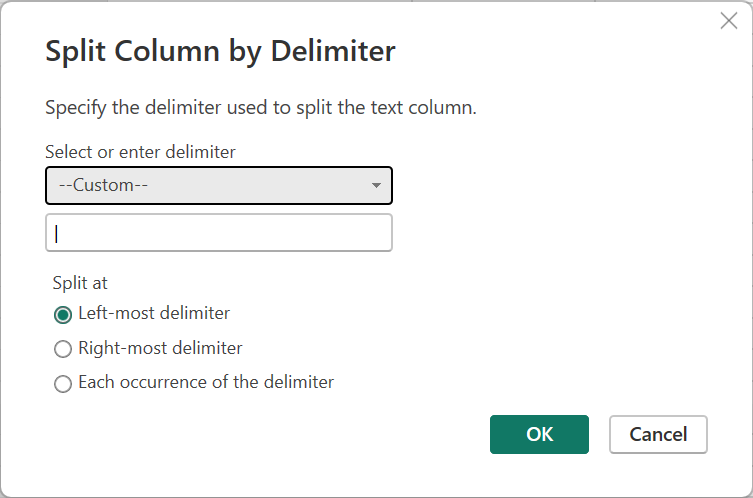 Split Column by Delimiter
Specify the delimiter used to split the text column.
Select or enter delimiter
--Custom--
|
Split at
Left-most delimiter
Right-most delimiter
Each occurrence of the delimiter
OK
Cancel